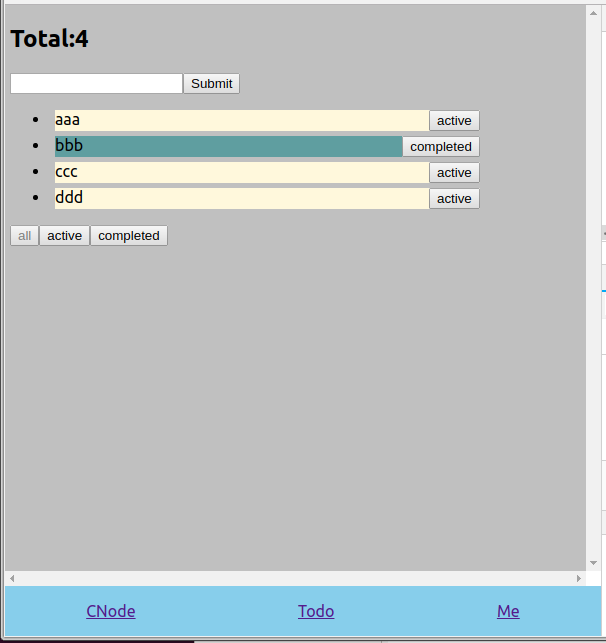 Total:4
Submit
aaa active
bbb completed
ccc active
ddd active
all active completed
CNode Todo Me